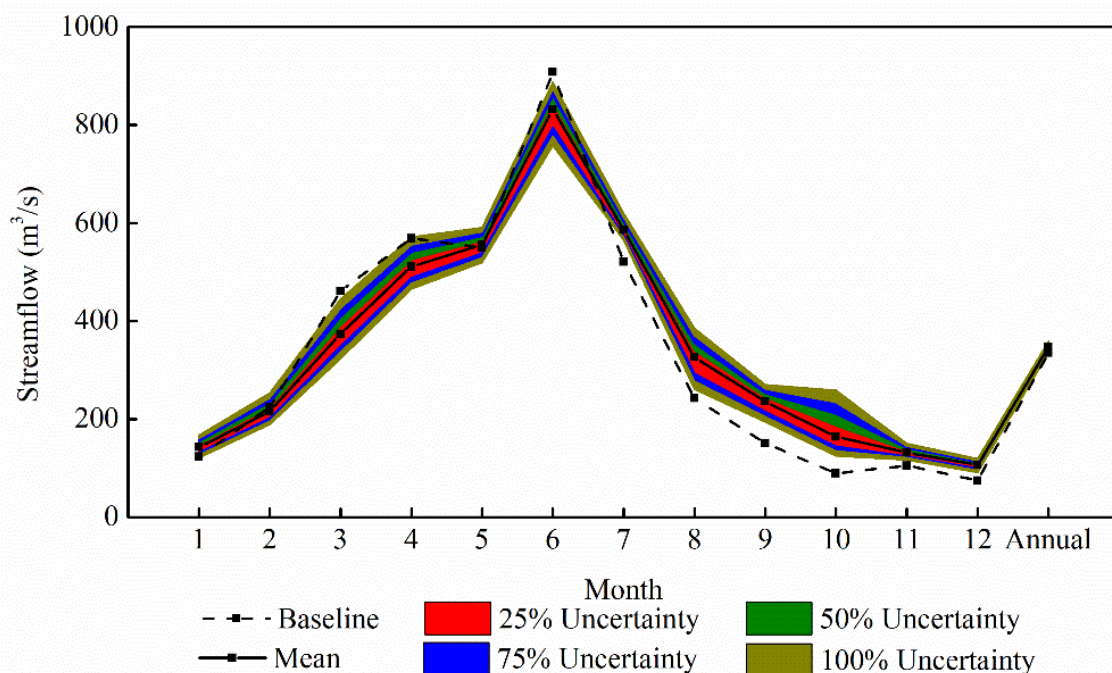 1000
800
600
400
200
0
Streamflow (m³/s)
1 2 3 4 5 6 7 8 9 10 11 12 Annual
Month
Baseline 25% Uncertainty 50% Uncertainty
Mean 75% Uncertainty 100% Uncertainty